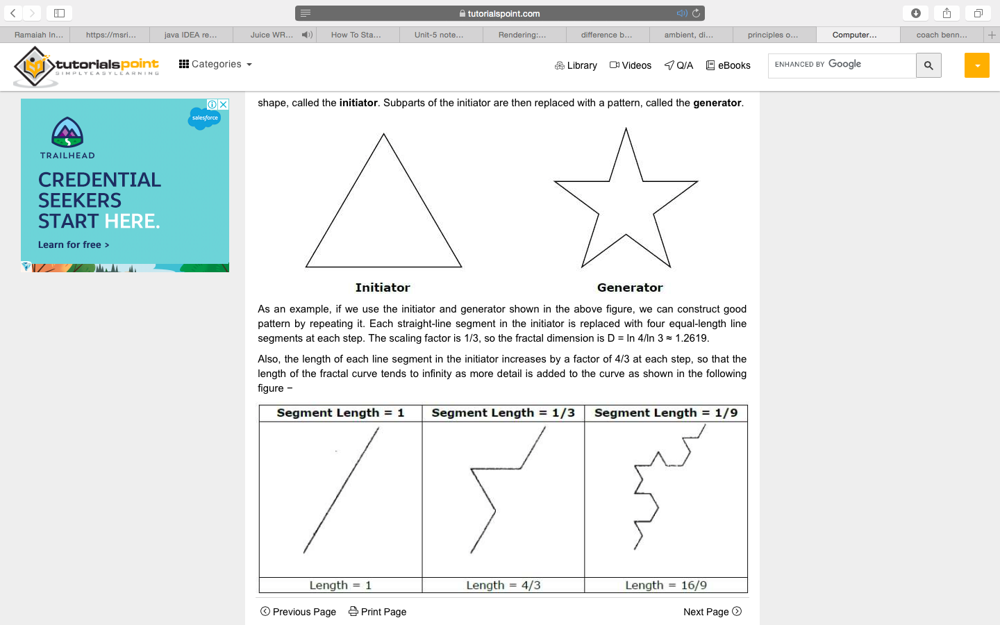 tutorialspoint.com
Ramaiah In... https://msri... java IDEA re... Juice WR... How To Sta... Unit-5 note... Rendering:... difference b... ambient, di... principles o... Computer... coach benn...
tutorialspoint
SIMPLYEASYLEARNING
Categories
Library Videos Q/A eBooks
ENHANCED BY Google
salesforce
TRAILHEAD
CREDENTIAL
SEEKERS
START HERE.
Learn for free >
shape, called the initiator. Subparts of the initiator are then replaced with a pattern, called the generator.
Initiator Generator
As an example, if we use the initiator and generator shown in the above figure, we can construct good
pattern by repeating it. Each straight-line segment in the initiator is replaced with four equal-length line
segments at each step. The scaling factor is 1/3, so the fractal dimension is D = ln 4/ln 3 ≈ 1.2619.
Also, the length of each line segment in the initiator increases by a factor of 4/3 at each step, so that the
length of the fractal curve tends to infinity as more detail is added to the curve as shown in the following
figure −
Segment Length = 1 Segment Length = 1/3 Segment Length = 1/9
Length = 1 Length = 4/3 Length = 16/9
Previous Page Print Page Next Page